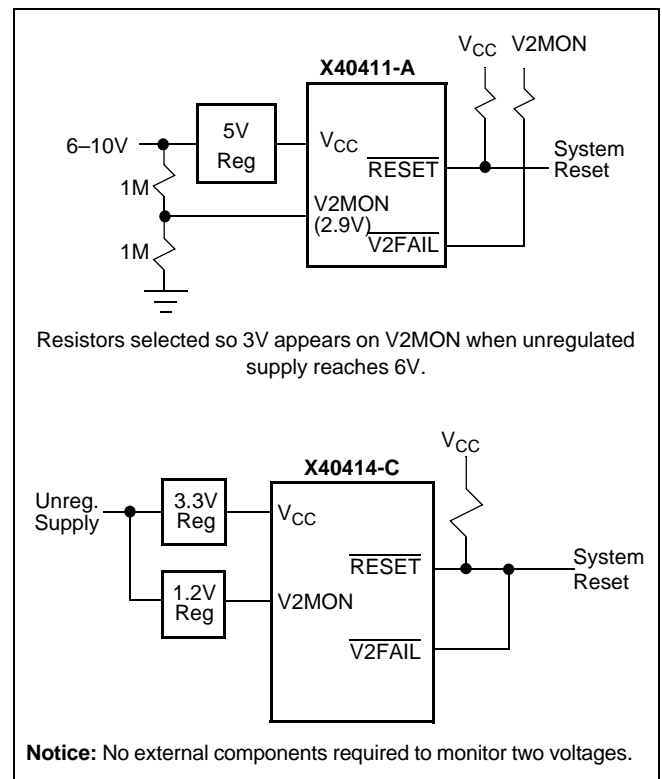 X40411-A
V_CC V2MON
6–10V
5V
Reg
V_CC
RESET
System
Reset
1M
V2MON
(2.9V)
V2FAIL
1M
Resistors selected so 3V appears on V2MON when unregulated
supply reaches 6V.
X40414-C
V_CC
Unreg.
Supply
3.3V
Reg
V_CC
RESET
System
Reset
1.2V
Reg
V2MON
V2FAIL
Notice: No external components required to monitor two voltages.